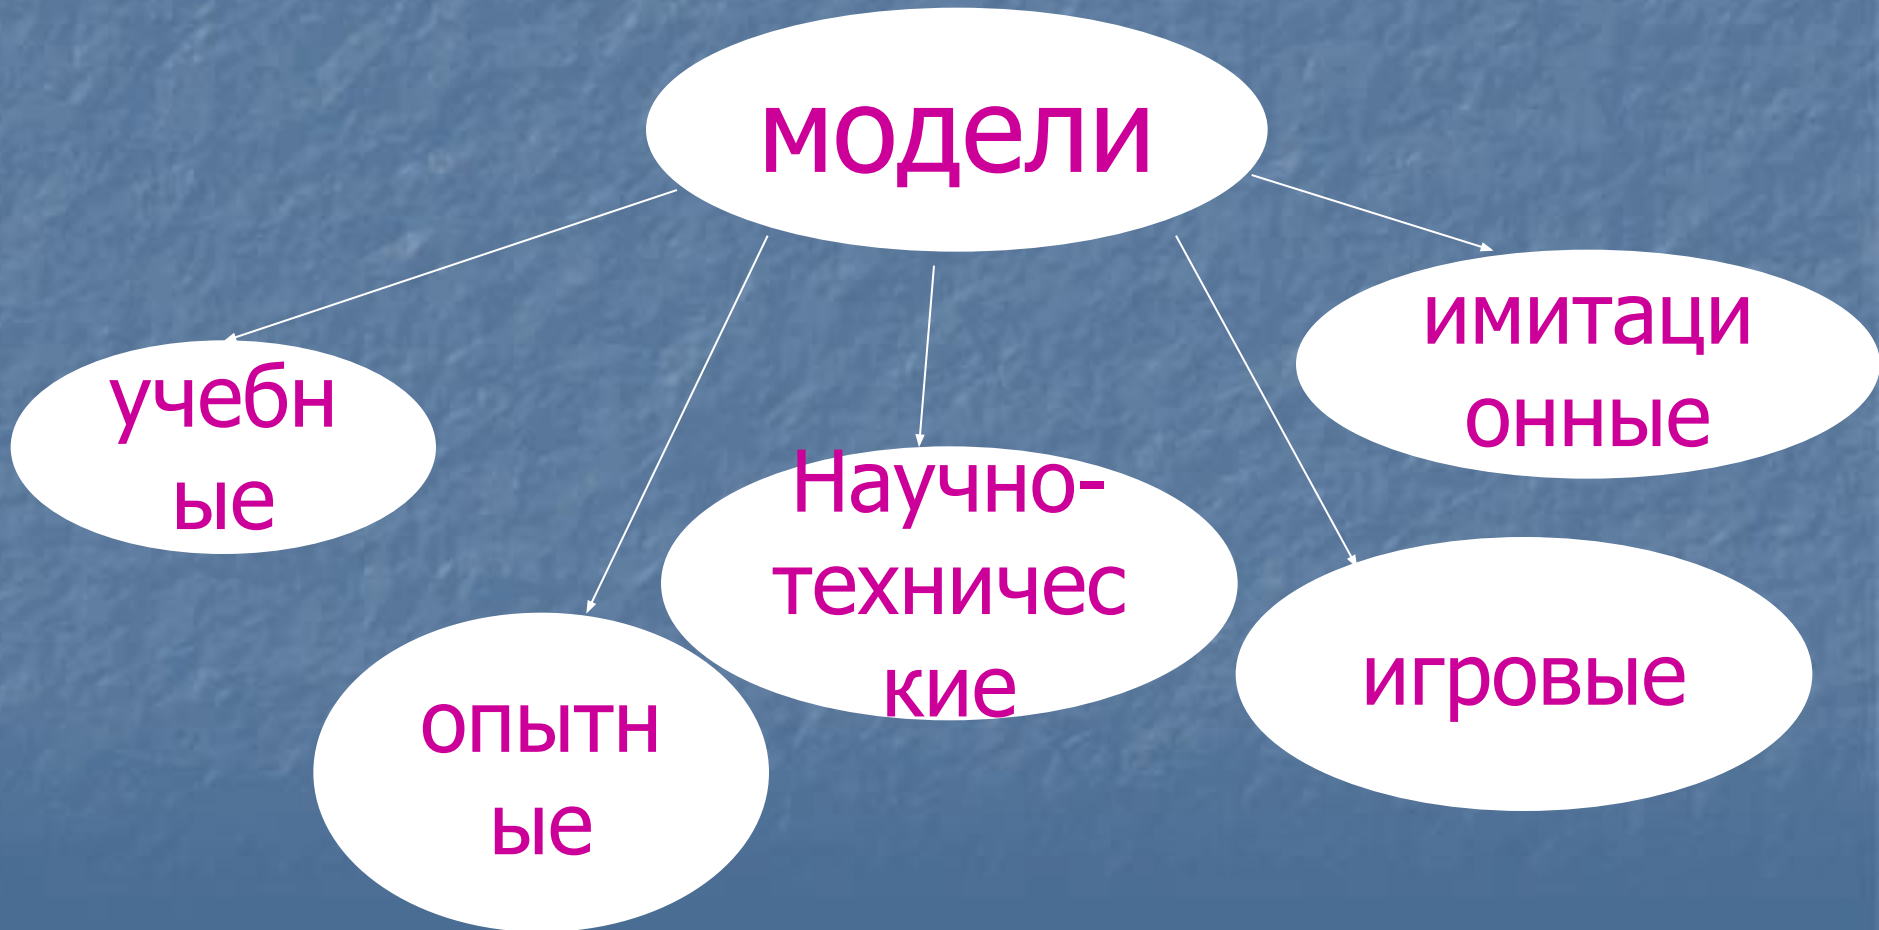 модели
учебн
ые
опытн
ые
Научно-
техничес
кие
игровые
имитаци
онные